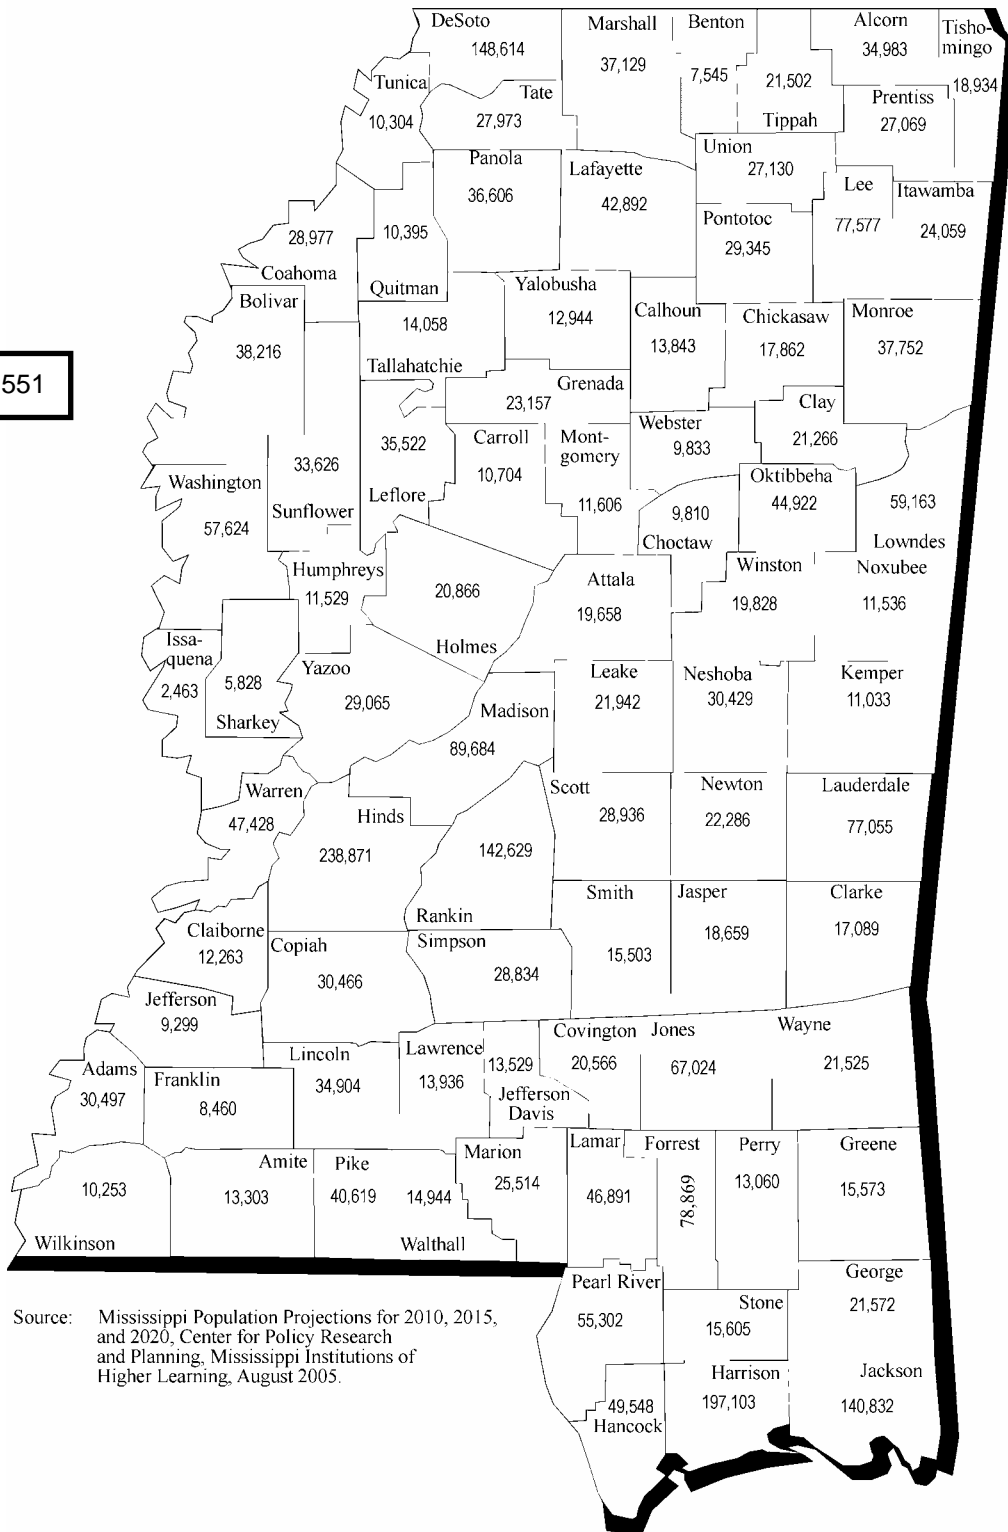 DeSoto
148,614
Marshall
37,129
Benton
7,545
21,502
Tippah
Alcorn
34,983
Tisho-
mingo
18,934
Tunica
10,304
Tate
27,973
Prentiss
27,069
Panola
36,606
Lafayette
42,892
Union
27,130
Lee
77,577
Itawamba
24,059
28,977
Coahoma
10,395
Quitman
Pontotoc
29,345
Bolivar
38,216
14,058
Tallahatchie
Yalobusha
12,944
Calhoun
13,843
Chickasaw
17,862
Monroe
37,752
551
Grenada
23,157
35,522
Leflore
Carroll
10,704
Mont-
gomery
11,606
Webster
9,833
Clay
21,266
33,626
Sunflower
Washington
57,624
9,810
Choctaw
Oktibbeha
44,922
59,163
Lowndes
Humphreys
11,529
20,866
Holmes
Attala
19,658
Winston
19,828
Noxubee
11,536
Issa-
quena
2,463
5,828
Sharkey
Yazoo
29,065
Madison
89,684
Leake
21,942
Neshoba
30,429
Kemper
11,033
Warren
47,428
Hinds
238,871
142,629
Rankin
Scott
28,936
Newton
22,286
Lauderdale
77,055
Smith
15,503
Jasper
18,659
Clarke
17,089
Claiborne
12,263
Copiah
30,466
Simpson
28,834
Jefferson
9,299
Covington
20,566
Jones
67,024
Wayne
21,525
Adams
30,497
Franklin
8,460
Lincoln
34,904
Lawrence
13,936
13,529
Jefferson
Davis
10,253
Wilkinson
Amite
13,303
Pike
40,619
14,944
Walthall
Marion
25,514
Lamar
46,891
Forrest
78,869
Perry
13,060
Greene
15,573
Pearl River
55,302
Stone
15,605
George
21,572
49,548
Hancock
Harrison
197,103
Jackson
140,832
Source: Mississippi Population Projections for 2010, 2015,
and 2020, Center for Policy Research
and Planning, Mississippi Institutions of
Higher Learning, August 2005.